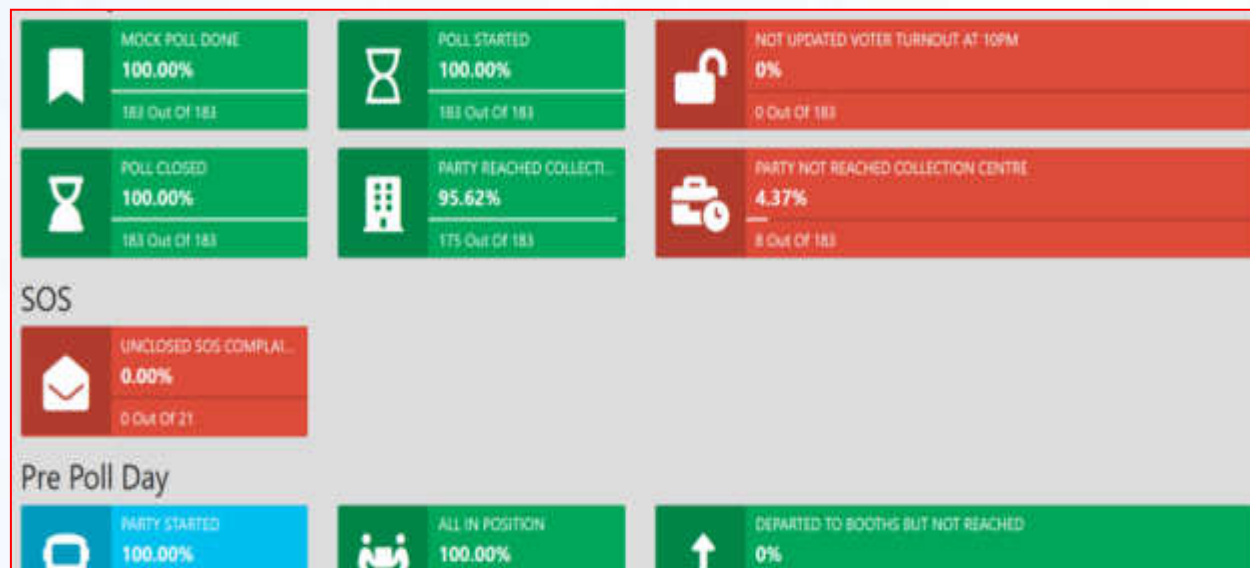 MOCK POLL DONE
100.00%
183 Out Of 183
POLL STARTED
100.00%
183 Out Of 183
NOT UPDATED VOTER TURNOUT AT 10PM
0%
0 Out Of 183
POLL CLOSED
100.00%
183 Out Of 183
PARTY REACHED COLLECTI...
95.62%
175 Out Of 183
PARTY NOT REACHED COLLECTION CENTRE
4.37%
8 Out Of 183
SOS
UNCLOSED SOS COMPLAI...
0.00%
0 Out Of 21
Pre Poll Day
PARTY STARTED
100.00%
ALL IN POSITION
100.00%
DEPARTED TO BOOTHS BUT NOT REACHED
0%